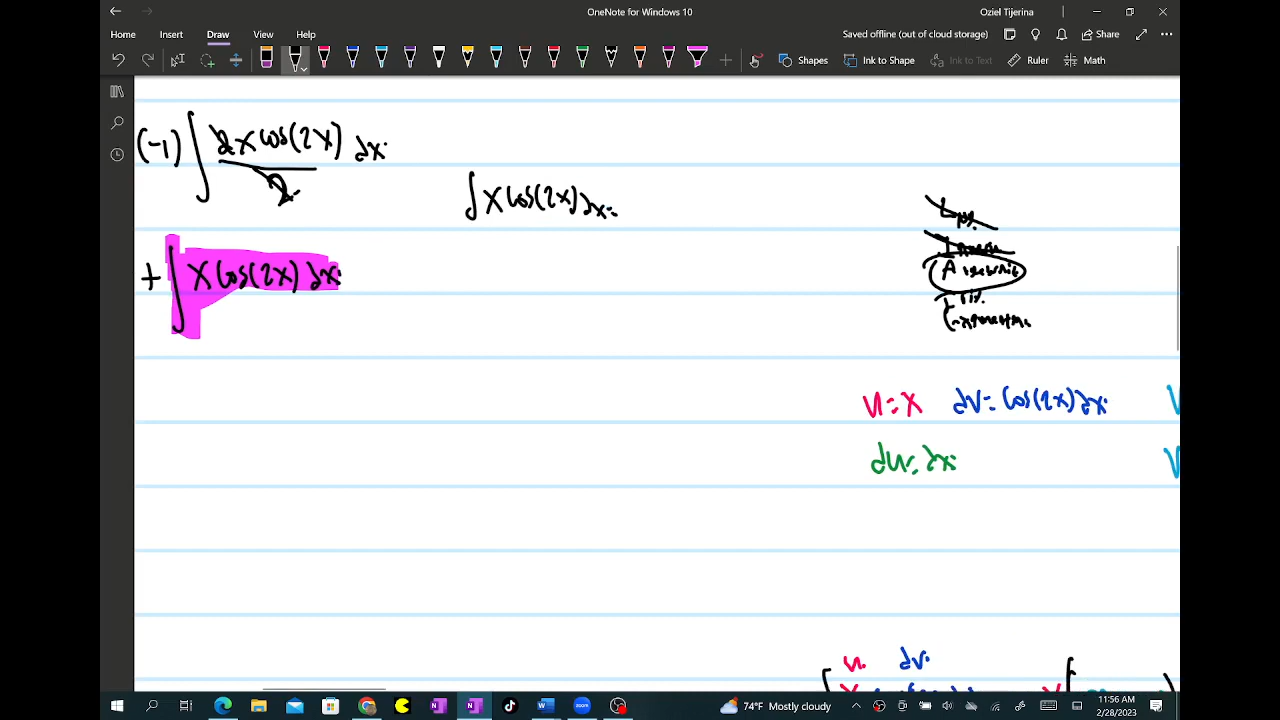 OneNote for Windows 10
Oziel Tijerina
Home Insert Draw View Help
Saved offline (out of cloud storage)
Share
Shapes Ink to Shape Ink to Text Ruler Math
(-1) ∫ 2x cos(2x)/2 dx
∫ x cos(2x) dx =
+ ∫ x cos(2x) dx
u = x dv = cos(2x) dx
du = dx
u dv
74°F Mostly cloudy
11:56 AM
2/28/2023